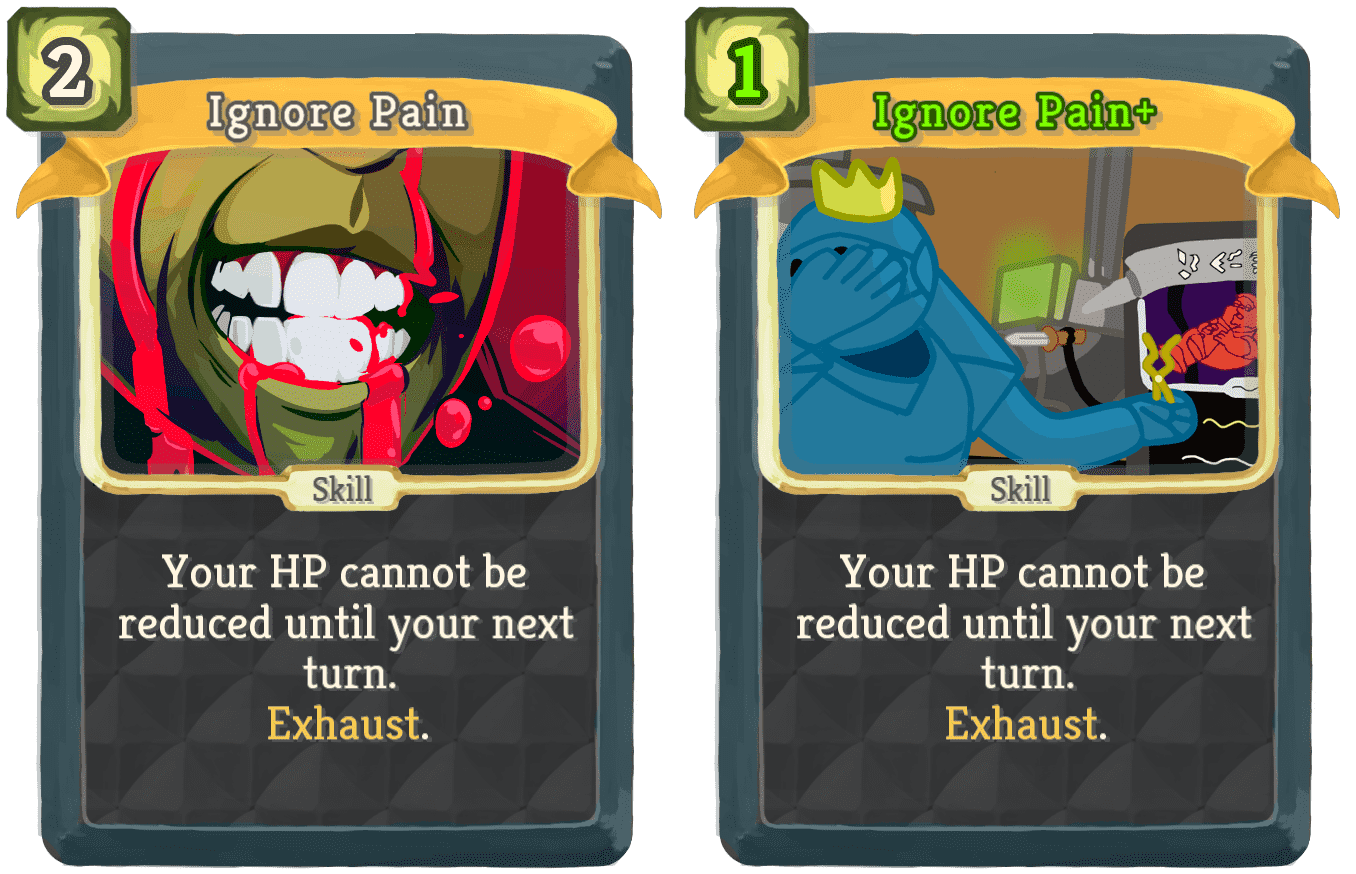 2
Ignore Pain
Skill
Your HP cannot be
reduced until your next
turn.
Exhaust.
1
Ignore Pain+
Skill
Your HP cannot be
reduced until your next
turn.
Exhaust.